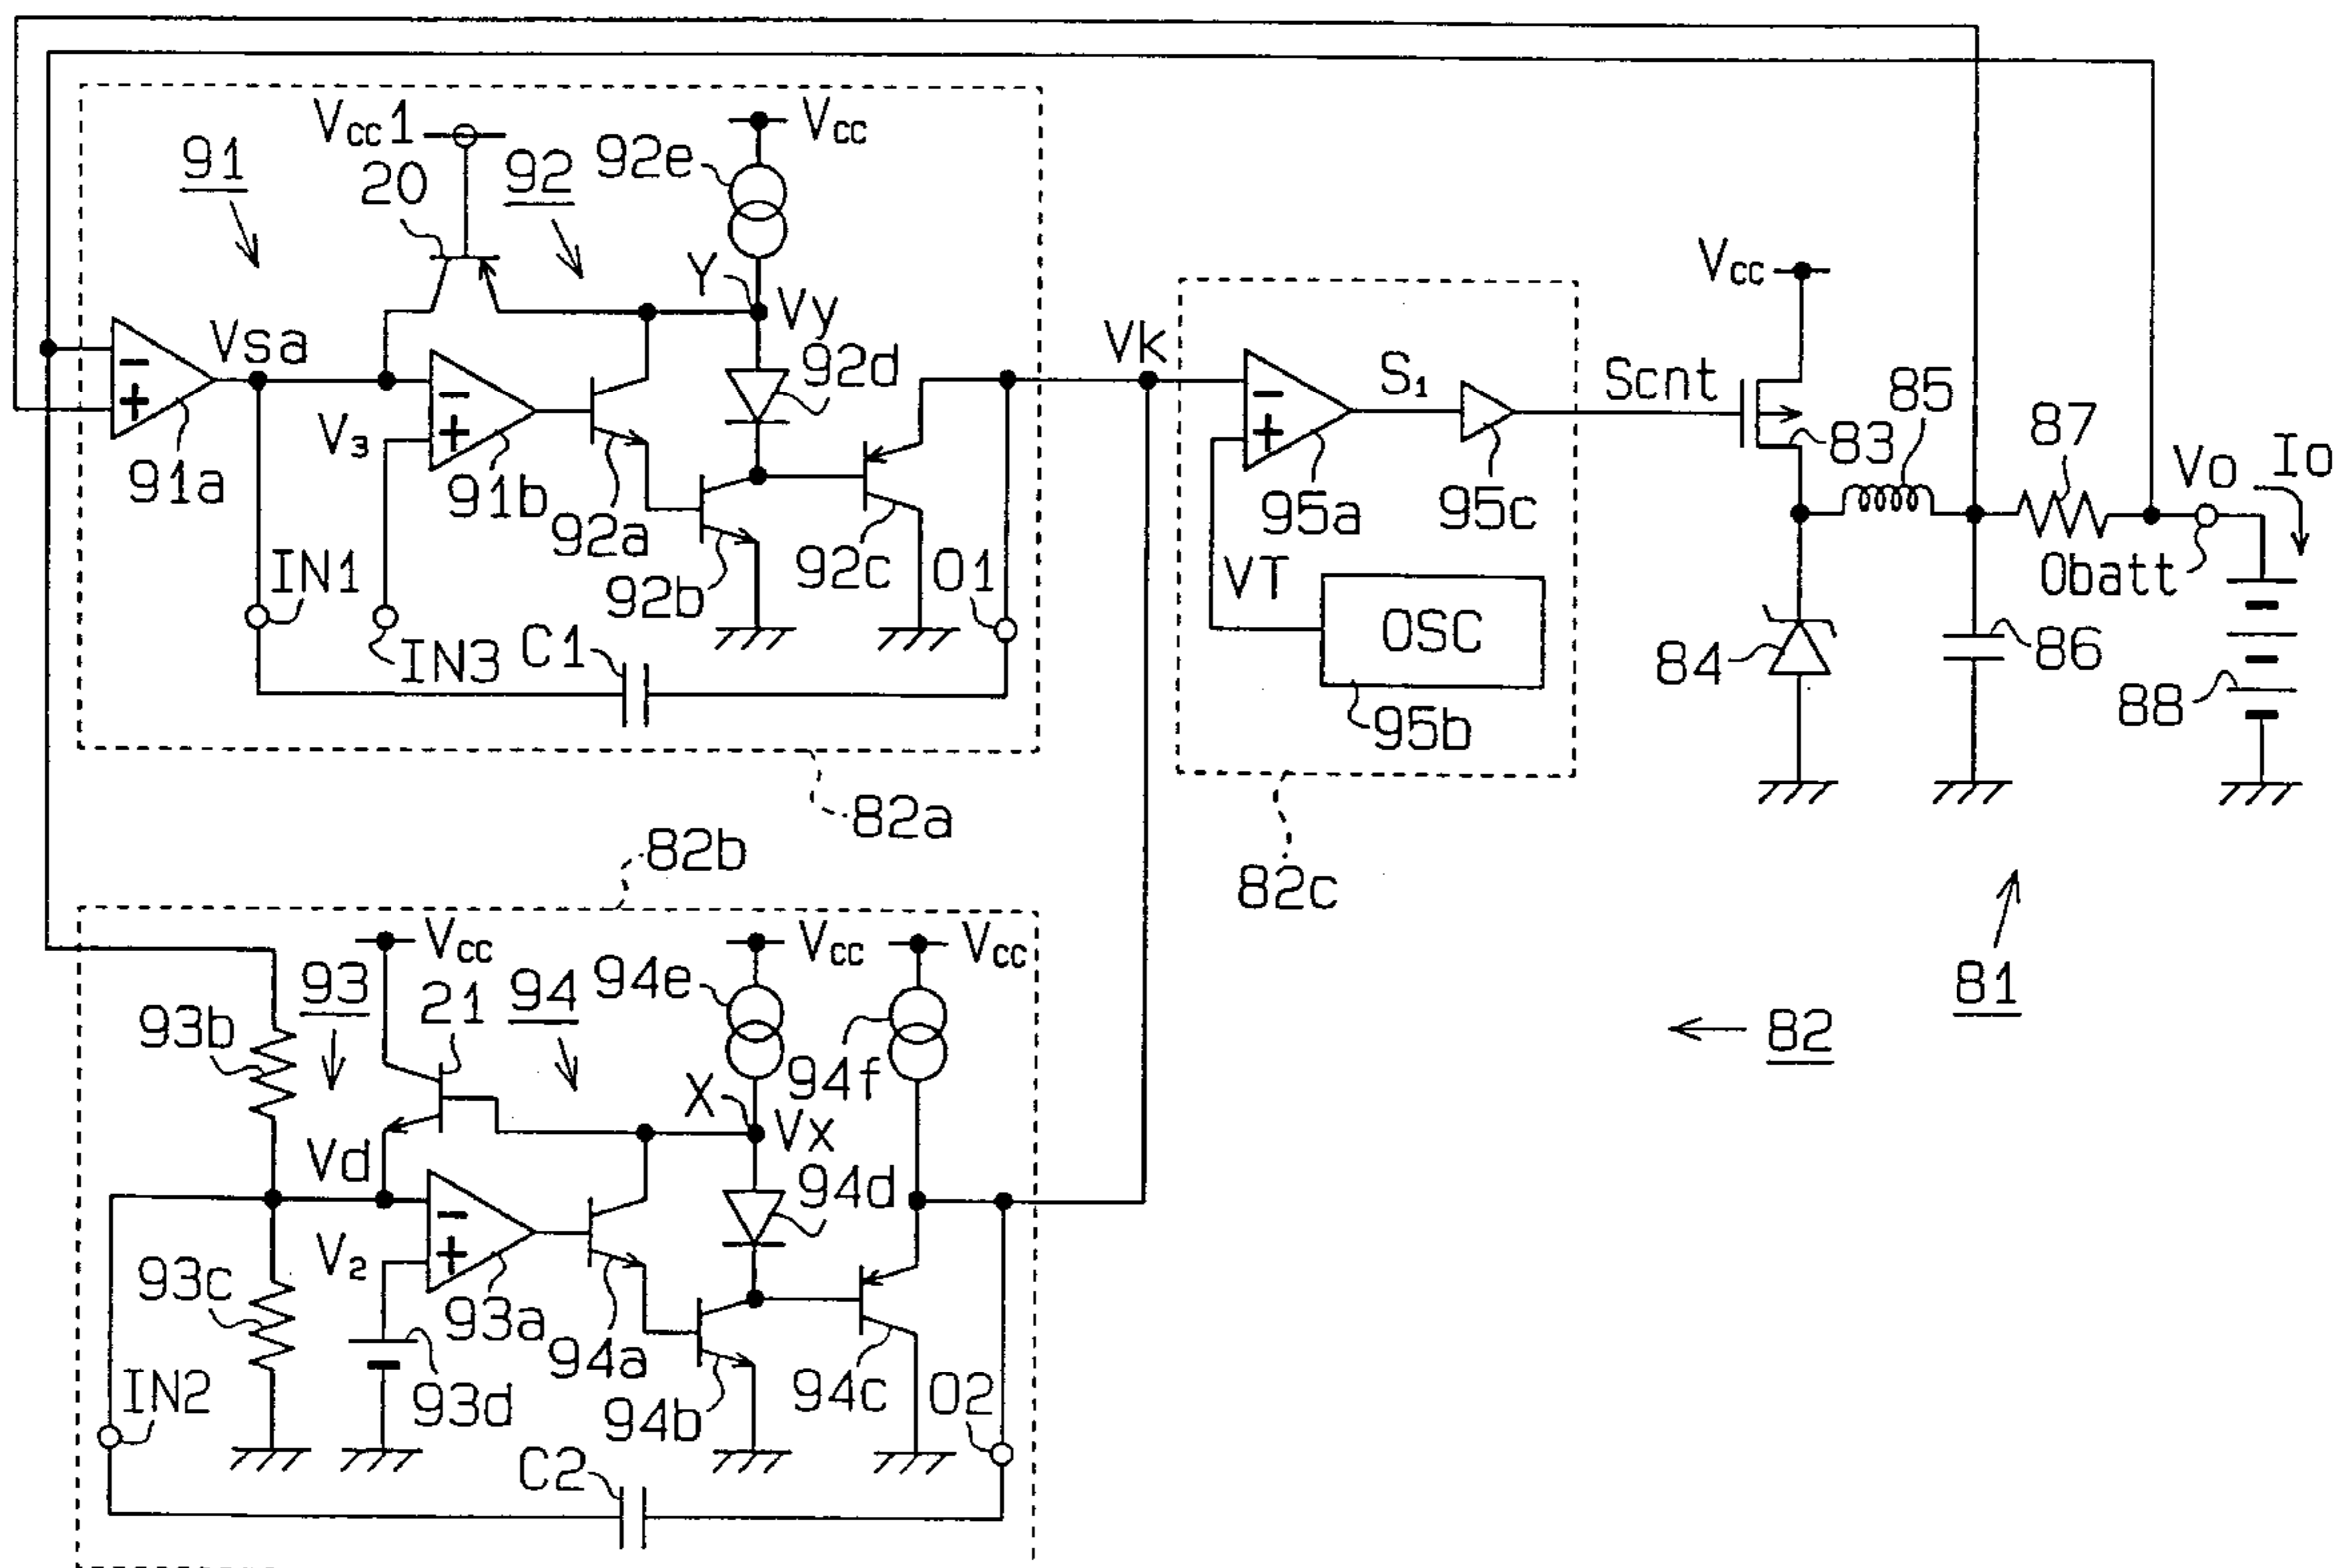 Vcc1
Vcc
91
20
92
92e
Y
Vy
92d
Vsa
V3
91a
91b
92a
92b
92c
O1
IN1
IN3
C1
82a
Vk
S1
95a
95c
VT
OSC
95b
82c
Scnt
Vcc
83
85
87
Vo
Io
Obatt
84
86
88
81
82
82b
Vcc
Vcc
Vcc
93
21
94
94e
94f
93b
X
Vx
94d
Vd
V2
93c
93a
94a
94b
94c
O2
IN2
93d
C2
-
+
-
+
-
+
-
+